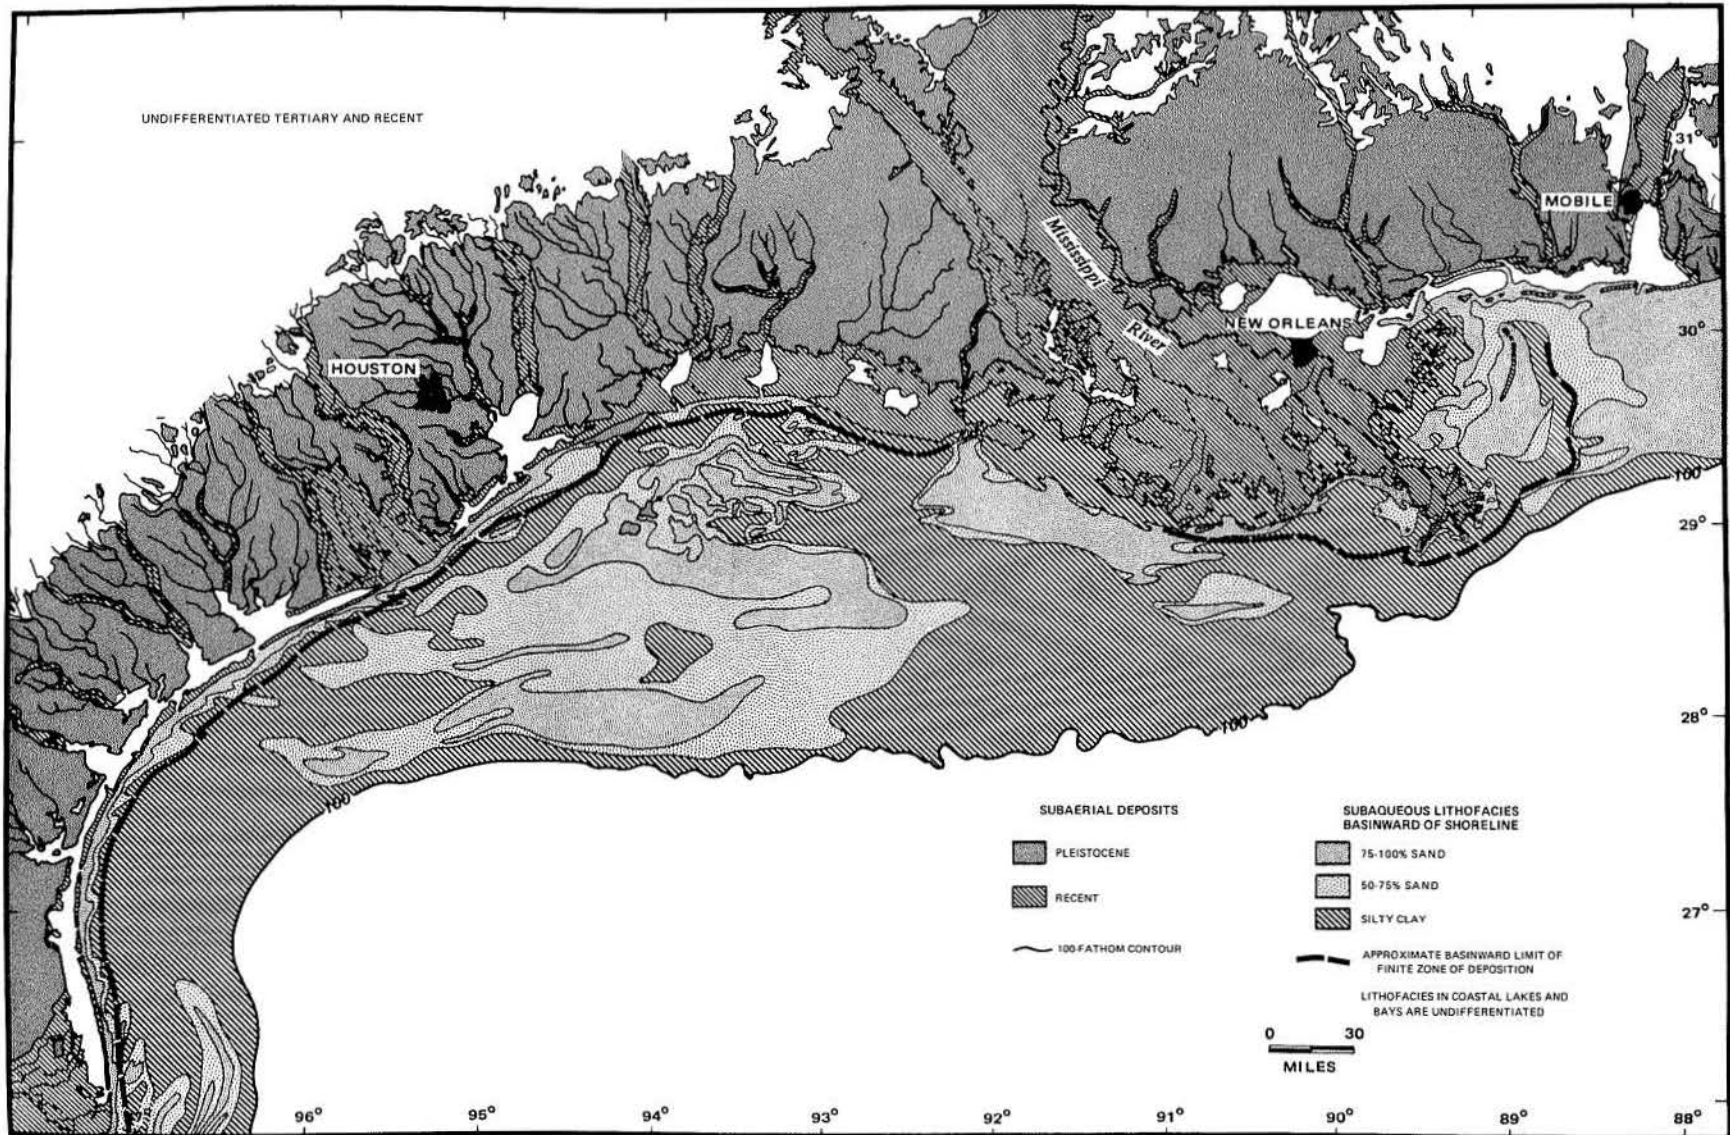 UNDIFFERENTIATED TERTIARY AND RECENT
31°
MOBILE
Mississippi
River
NEW ORLEANS
30°
HOUSTON
100
29°
28°
100
100
SUBAERIAL DEPOSITS
PLEISTOCENE
RECENT
100-FATHOM CONTOUR
SUBAQUEOUS LITHOFACIES
BASINWARD OF SHORELINE
75-100% SAND
50-75% SAND
SILTY CLAY
APPROXIMATE BASINWARD LIMIT OF
FINITE ZONE OF DEPOSITION
LITHOFACIES IN COASTAL LAKES AND
BAYS ARE UNDIFFERENTIATED
27°
0 30
MILES
96° 95° 94° 93° 92° 91° 90° 89° 88°